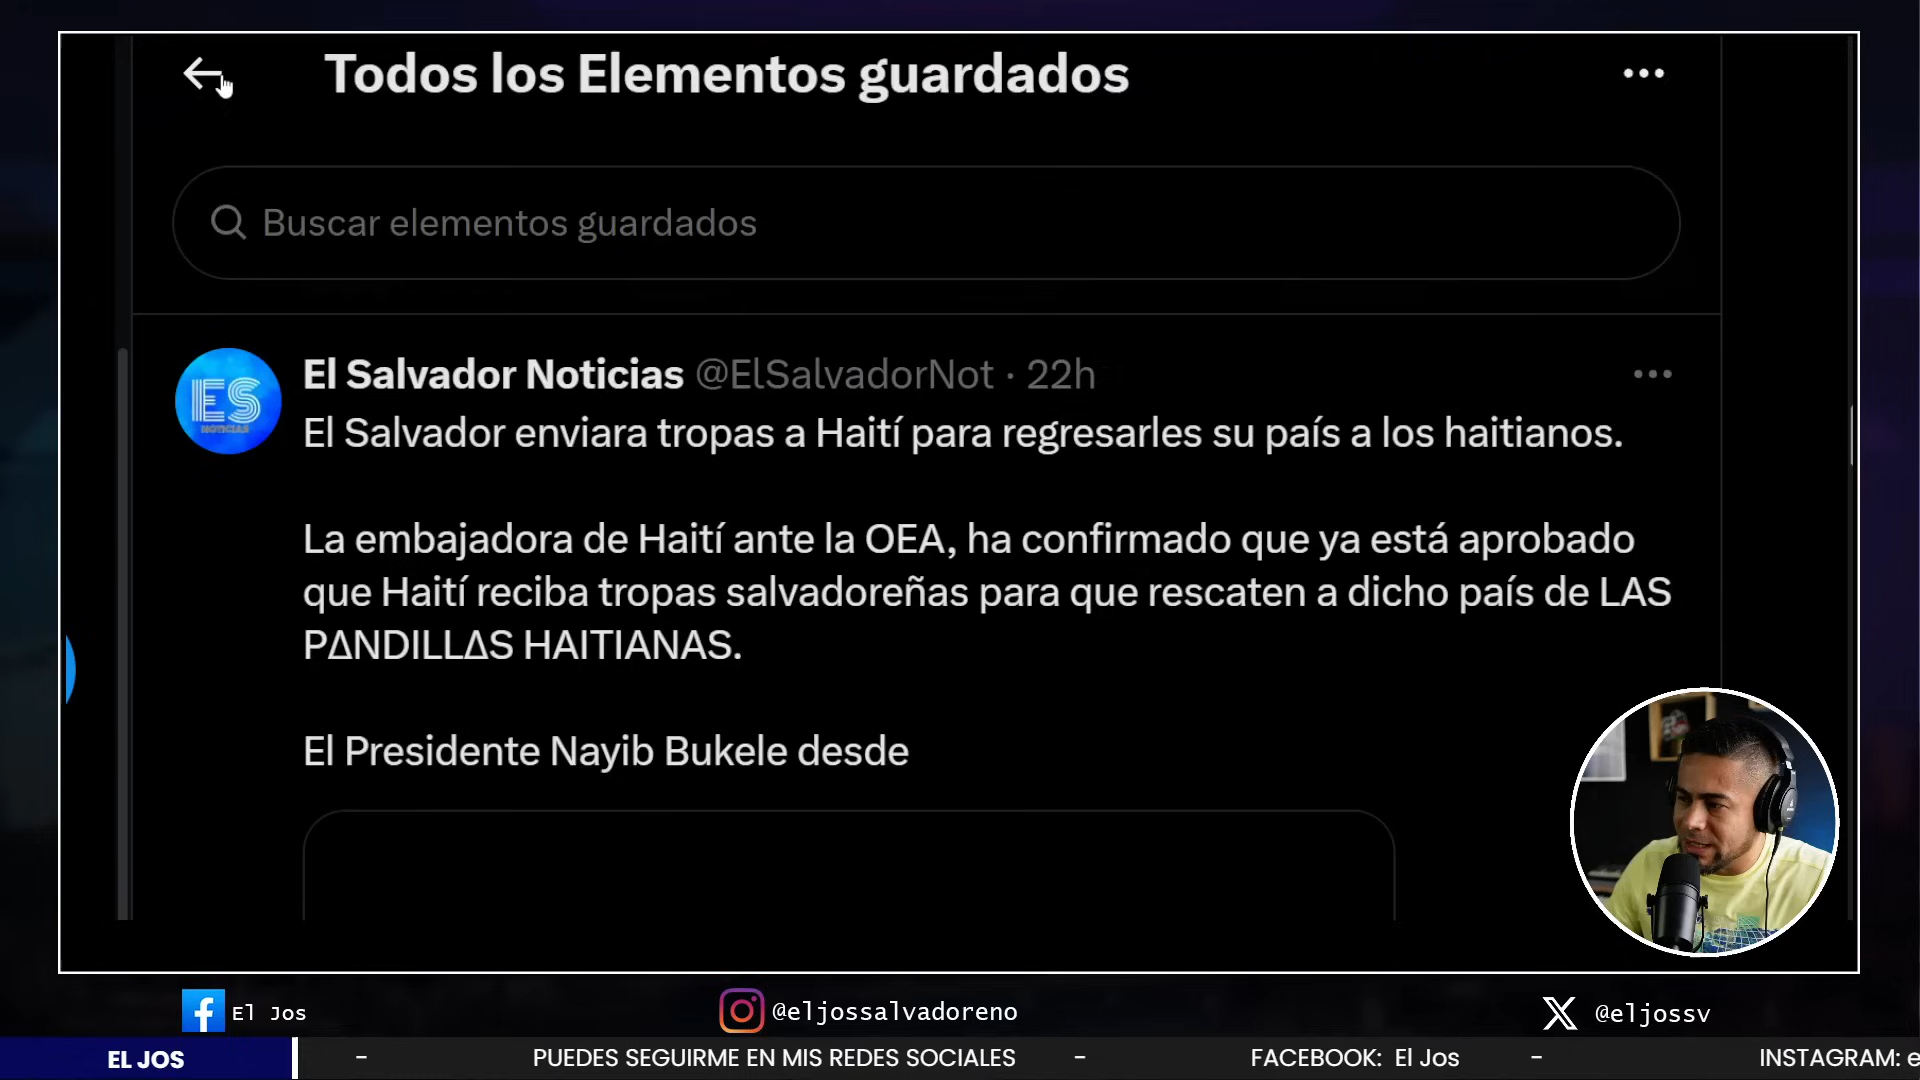 Todos los Elementos guardados
Buscar elementos guardados
ES
NOTICIAS
El Salvador Noticias @ElSalvadorNot · 22h
El Salvador enviara tropas a Haití para regresarles su país a los haitianos.
La embajadora de Haití ante la OEA, ha confirmado que ya está aprobado
que Haití reciba tropas salvadoreñas para que rescaten a dicho país de LAS
PΔNDILLΔS HAITIANAS.
El Presidente Nayib Bukele desde
El Jos
@eljossalvadoreno
@eljossv
EL JOS
- PUEDES SEGUIRME EN MIS REDES SOCIALES - FACEBOOK: El Jos - INSTAGRAM: e